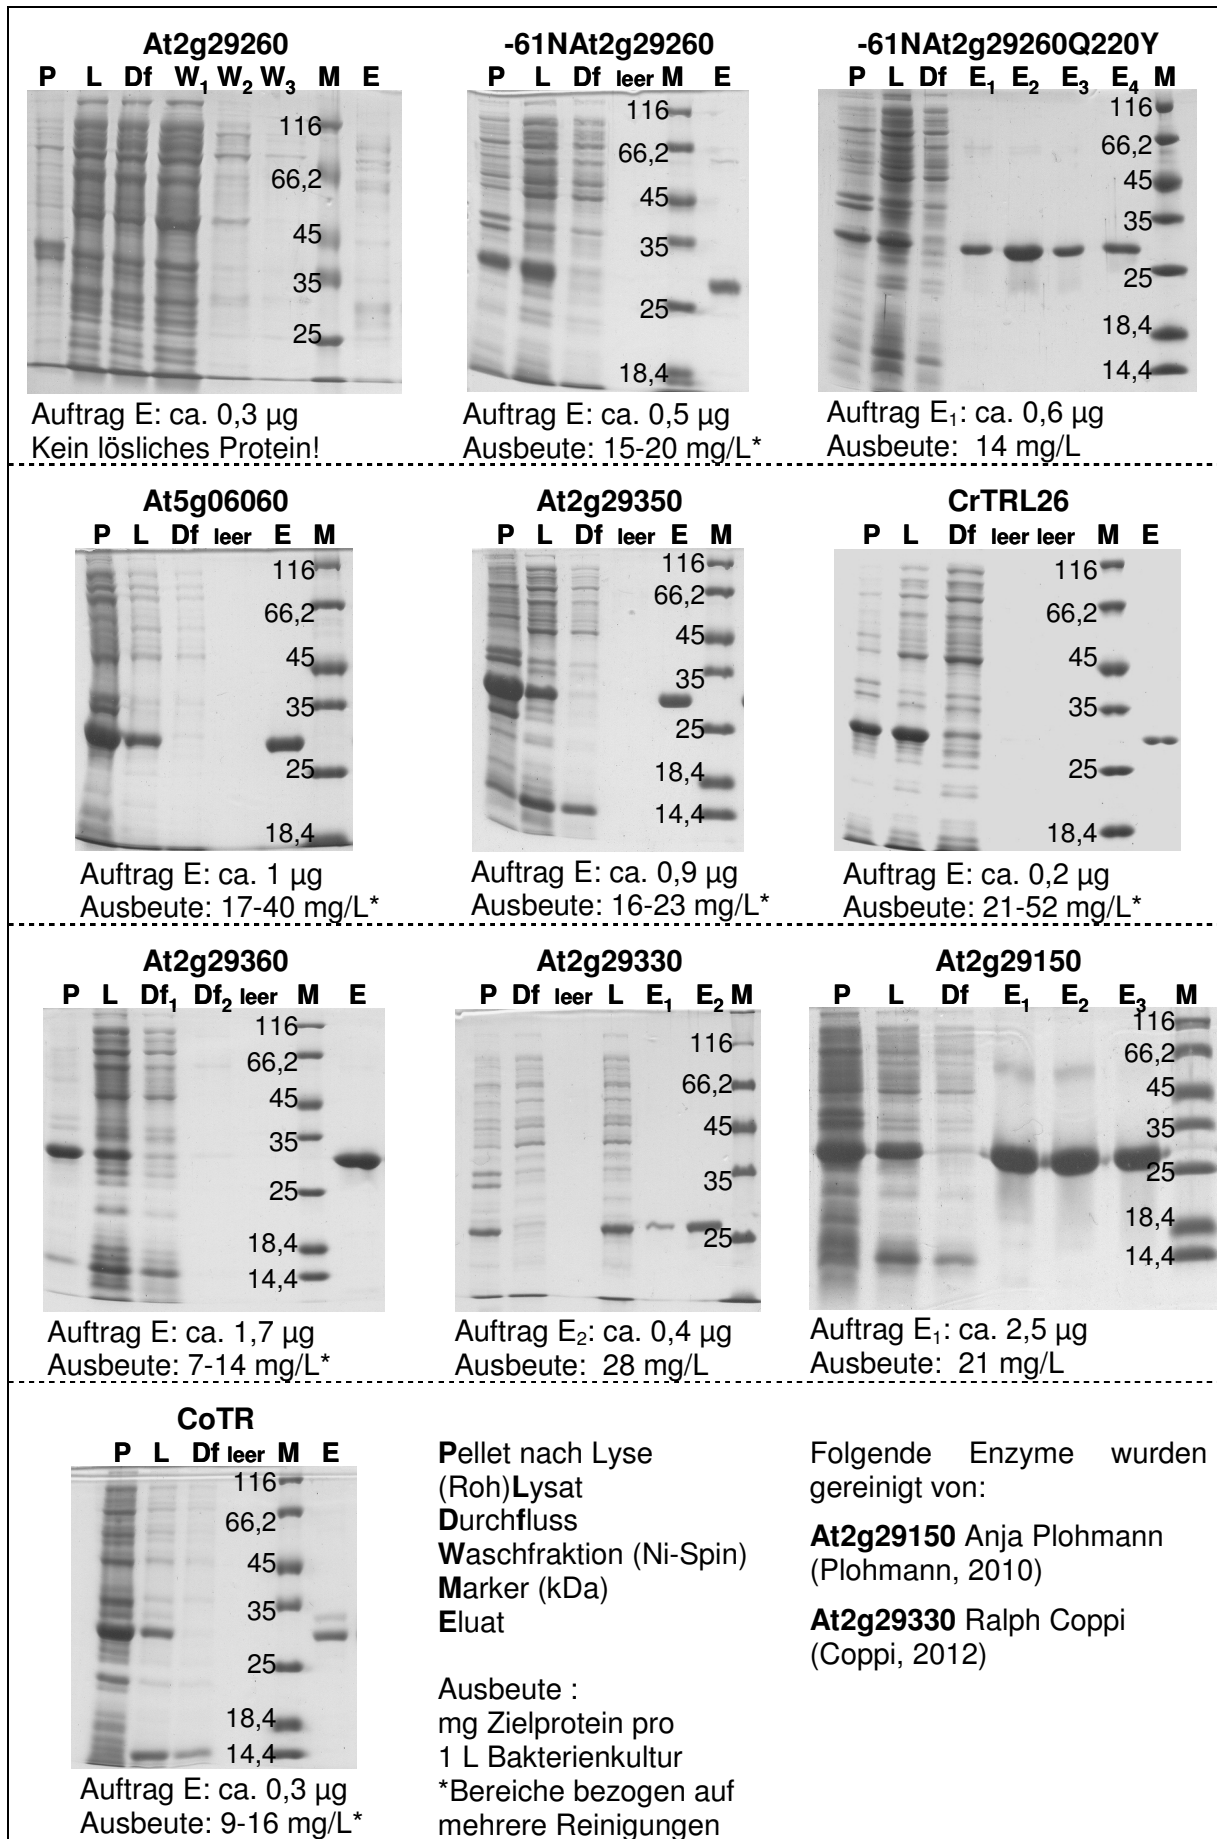 At2g29260
P L Df W1 W2 W3 M E
116
66,2
45
35
25
Auftrag E: ca. 0,3 µg
Kein lösliches Protein!
-61NAt2g29260
P L Df leer M E
116
66,2
45
35
25
18,4
Auftrag E: ca. 0,5 µg
Ausbeute: 15-20 mg/L*
-61NAt2g29260Q220Y
P L Df E1 E2 E3 E4 M
116
66,2
45
35
25
18,4
14,4
Auftrag E1: ca. 0,6 µg
Ausbeute: 14 mg/L
At5g06060
P L Df leer E M
116
66,2
45
35
25
18,4
Auftrag E: ca. 1 µg
Ausbeute: 17-40 mg/L*
At2g29350
P L Df leer E M
116
66,2
45
35
25
18,4
14,4
Auftrag E: ca. 0,9 µg
Ausbeute: 16-23 mg/L*
CrTRL26
P L Df leer leer M E
116
66,2
45
35
25
18,4
Auftrag E: ca. 0,2 µg
Ausbeute: 21-52 mg/L*
At2g29360
P L Df1 Df2 leer M E
116
66,2
45
35
25
18,4
14,4
Auftrag E: ca. 1,7 µg
Ausbeute: 7-14 mg/L*
At2g29330
P Df leer L E1 E2 M
116
66,2
45
35
25
Auftrag E2: ca. 0,4 µg
Ausbeute: 28 mg/L
At2g29150
P L Df E1 E2 E3 M
116
66,2
45
35
25
18,4
14,4
Auftrag E1: ca. 2,5 µg
Ausbeute: 21 mg/L
CoTR
P L Df leer M E
116
66,2
45
35
25
18,4
14,4
Auftrag E: ca. 0,3 µg
Ausbeute: 9-16 mg/L*
Pellet nach Lyse
(Roh)Lysat
Durchfluss
Waschfraktion (Ni-Spin)
Marker (kDa)
Eluat
Ausbeute :
mg Zielprotein pro
1 L Bakterienkultur
*Bereiche bezogen auf
mehrere Reinigungen
Folgende Enzyme wurden
gereinigt von:
At2g29150 Anja Plohmann
(Plohmann, 2010)
At2g29330 Ralph Coppi
(Coppi, 2012)